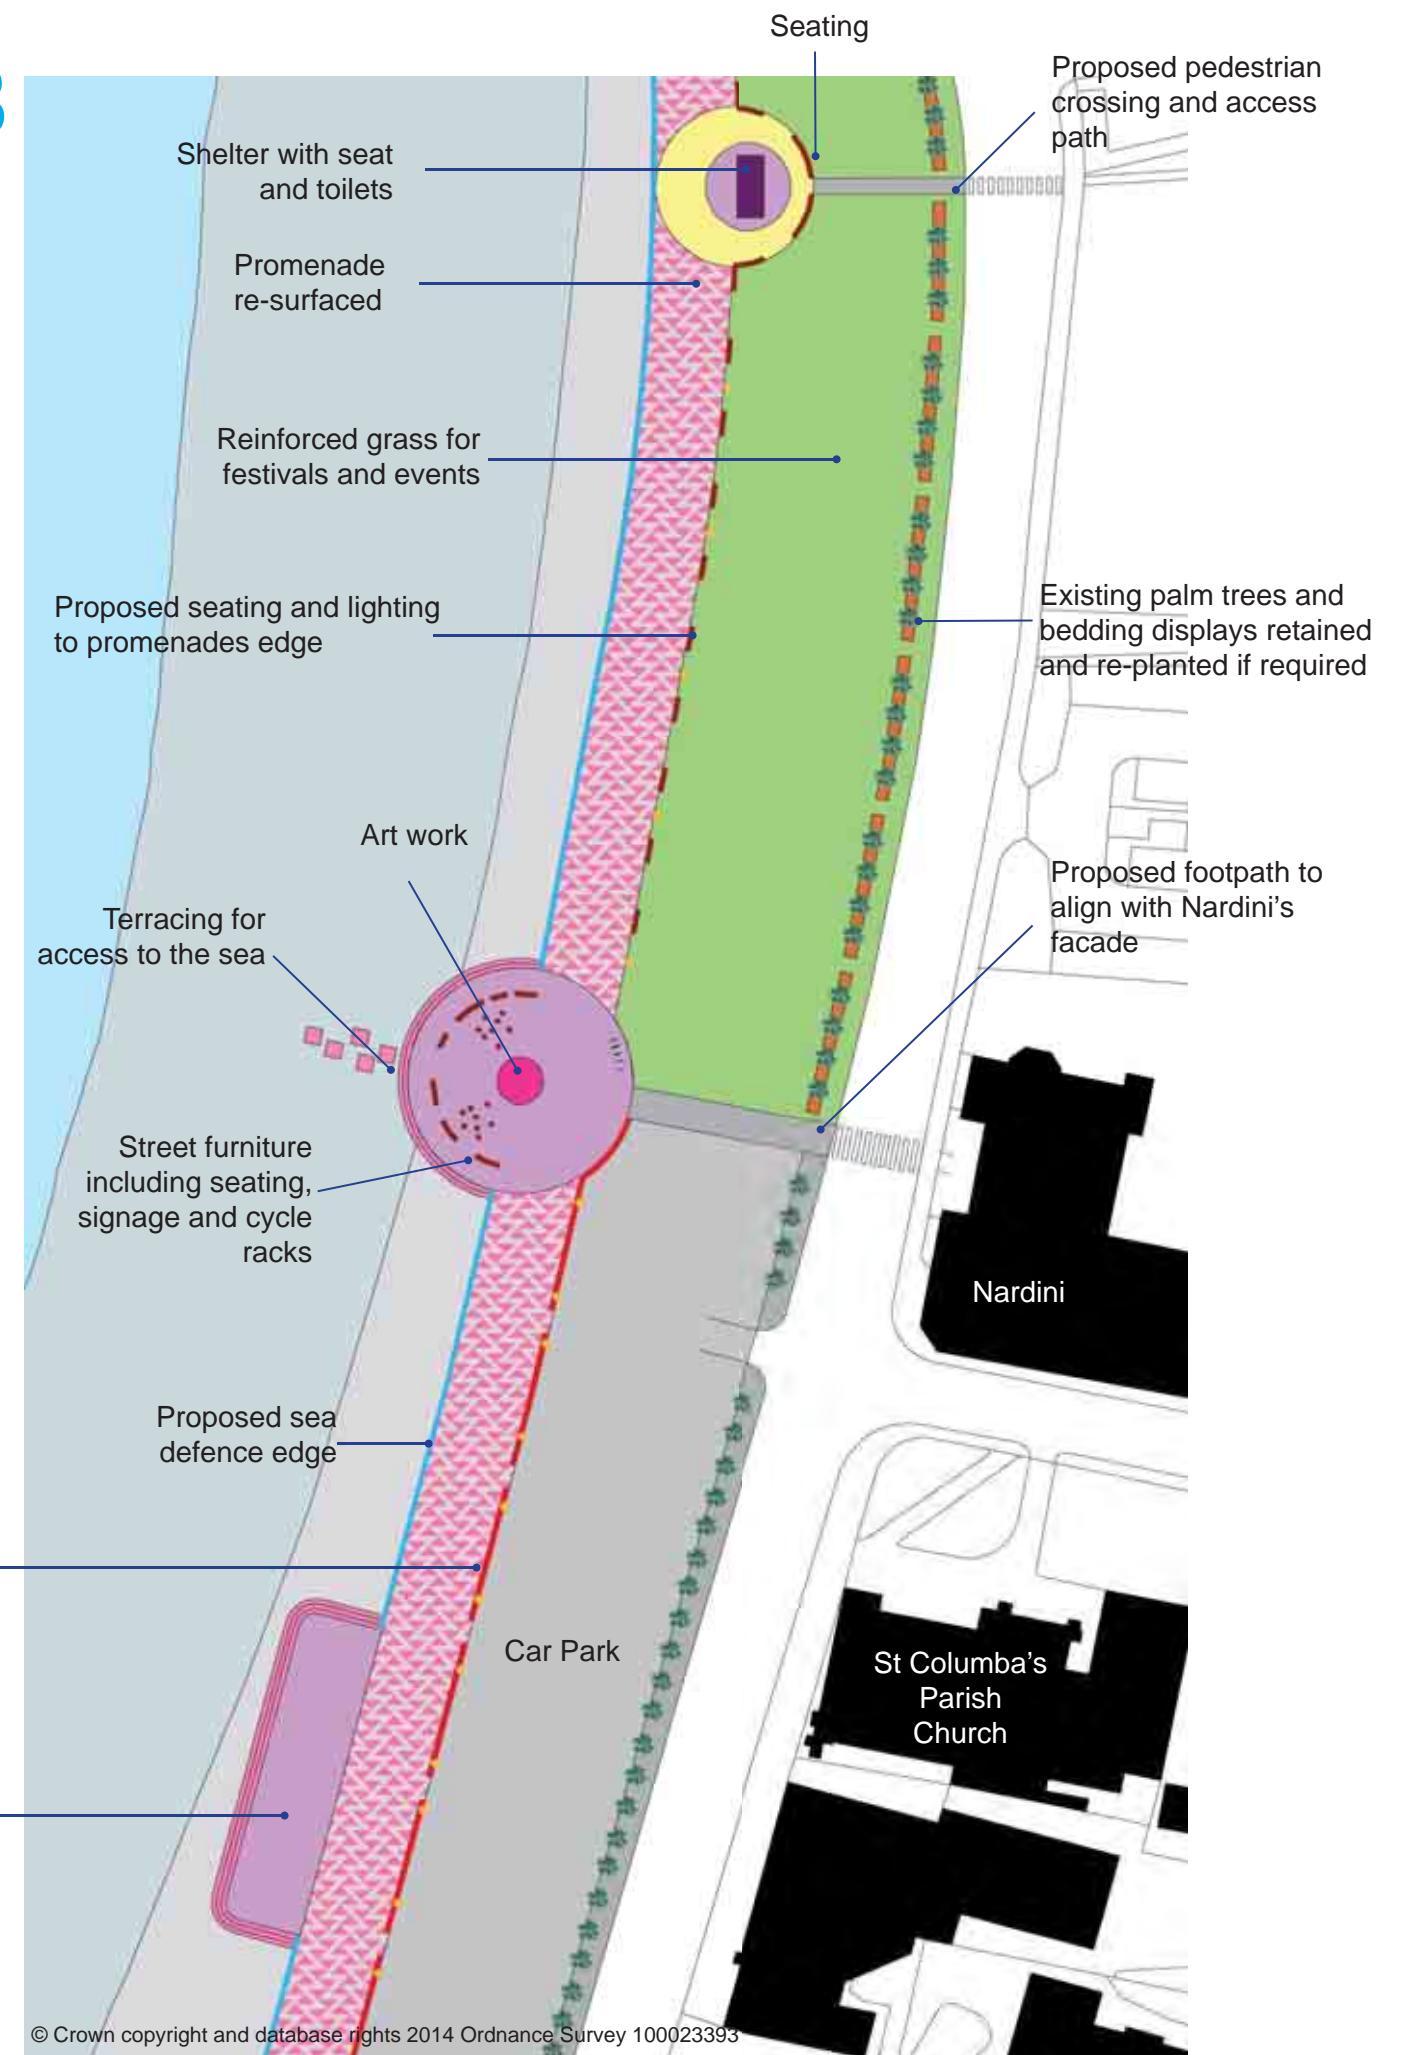 Seating
Proposed pedestrian
crossing and access
path
Shelter with seat
and toilets
Promenade
re-surfaced
Reinforced grass for
festivals and events
Proposed seating and lighting
to promenades edge
Existing palm trees and
bedding displays retained
and re-planted if required
Art work
Proposed footpath to
align with Nardini's
facade
Terracing for
access to the sea
Street furniture
including seating,
signage and cycle
racks
Nardini
Proposed sea
defence edge
Car Park
St Columba's
Parish
Church
© Crown copyright and database rights 2014 Ordnance Survey 100023393